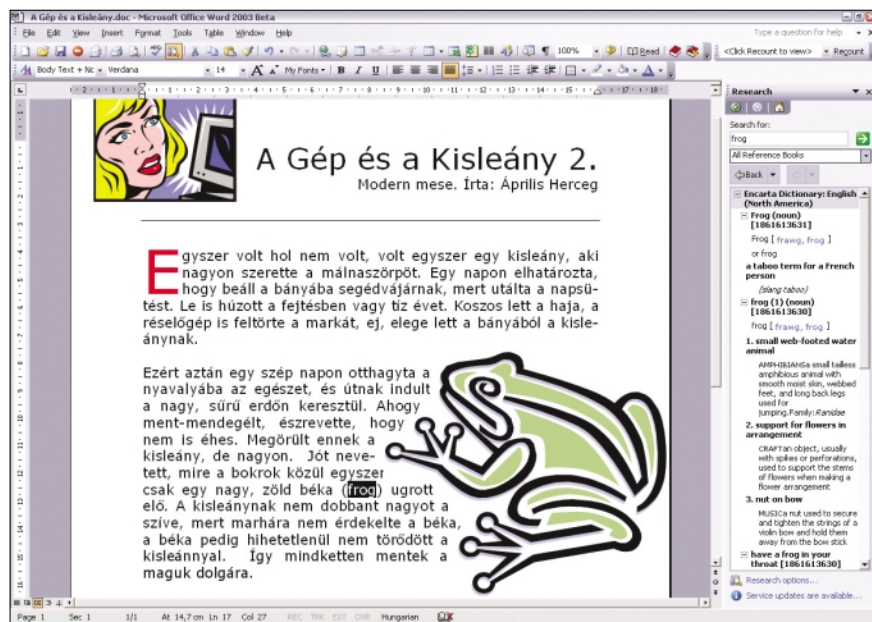 A Gép és a Kisleány.doc - Microsoft Office Word 2003 Beta
File Edit View Insert Format Tools Table Window Help
Type a question for help
100%
Read
<Click Recount to view>
Recount
Body Text + Nc
Verdana
14
My Fonts
B I U
A Gép és a Kisleány 2.
Modern mese. Írta: Április Herceg
Egyszer volt hol nem volt, volt egyszer egy kisleány, aki
nagyon szerette a málnaszörpöt. Egy napon elhatározta,
hogy beáll a bányába segédvájárnak, mert utálta a napsü-
tést. Le is húzott a fejtésben vagy tíz évet. Koszos lett a haja, a
réselőgép is feltörte a markát, ej, elege lett a bányából a kisle-
ánynak.
Ezért aztán egy szép napon otthagyta a
nyavalyába az egészet, és útnak indult
a nagy, sűrű erdőn keresztül. Ahogy
ment-mendegélt, észrevette, hogy
nem is éhes. Megörült ennek a
kisleány, de nagyon. Jót neve-
tett, mire a bokrok közül egyszer
csak egy nagy, zöld béka (frog) ugrott
elő. A kisleánynak nem dobbant nagyot a
szíve, mert marhára nem érdekelte a béka,
a béka pedig hihetetlenül nem törődött a
kisleánnyal. Így mindketten mentek a
maguk dolgára.
Research
Search for:
frog
All Reference Books
Back
Encarta Dictionary: English
(North America)
Frog (noun)
[1861613631]
Frog [ frawg, frog ]
or frog
a taboo term for a French
person
(slang taboo)
frog (1) (noun)
[1861613630]
frog [ frawg, frog ]
1. small web-footed water
animal
AMPHIBIANSa small tailless
amphibious animal with
smooth moist skin, webbed
feet, and long back legs
used for
jumping.Family:Ranidae
2. support for flowers in
arrangement
CRAFTan object, usually
with spikes or perforations,
used to support the stems
of flowers when making a
flower arrangement
3. nut on bow
MUSICa nut used to secure
and tighten the strings of a
violin bow and hold them
away from the bow stick
have a frog in your
throat [1861613630]
Research options...
Service updates are available...
Page 1 Sec 1 1/1 At 14,7 cm Ln 17 Col 27 REC TRK EXT OVR Hungarian